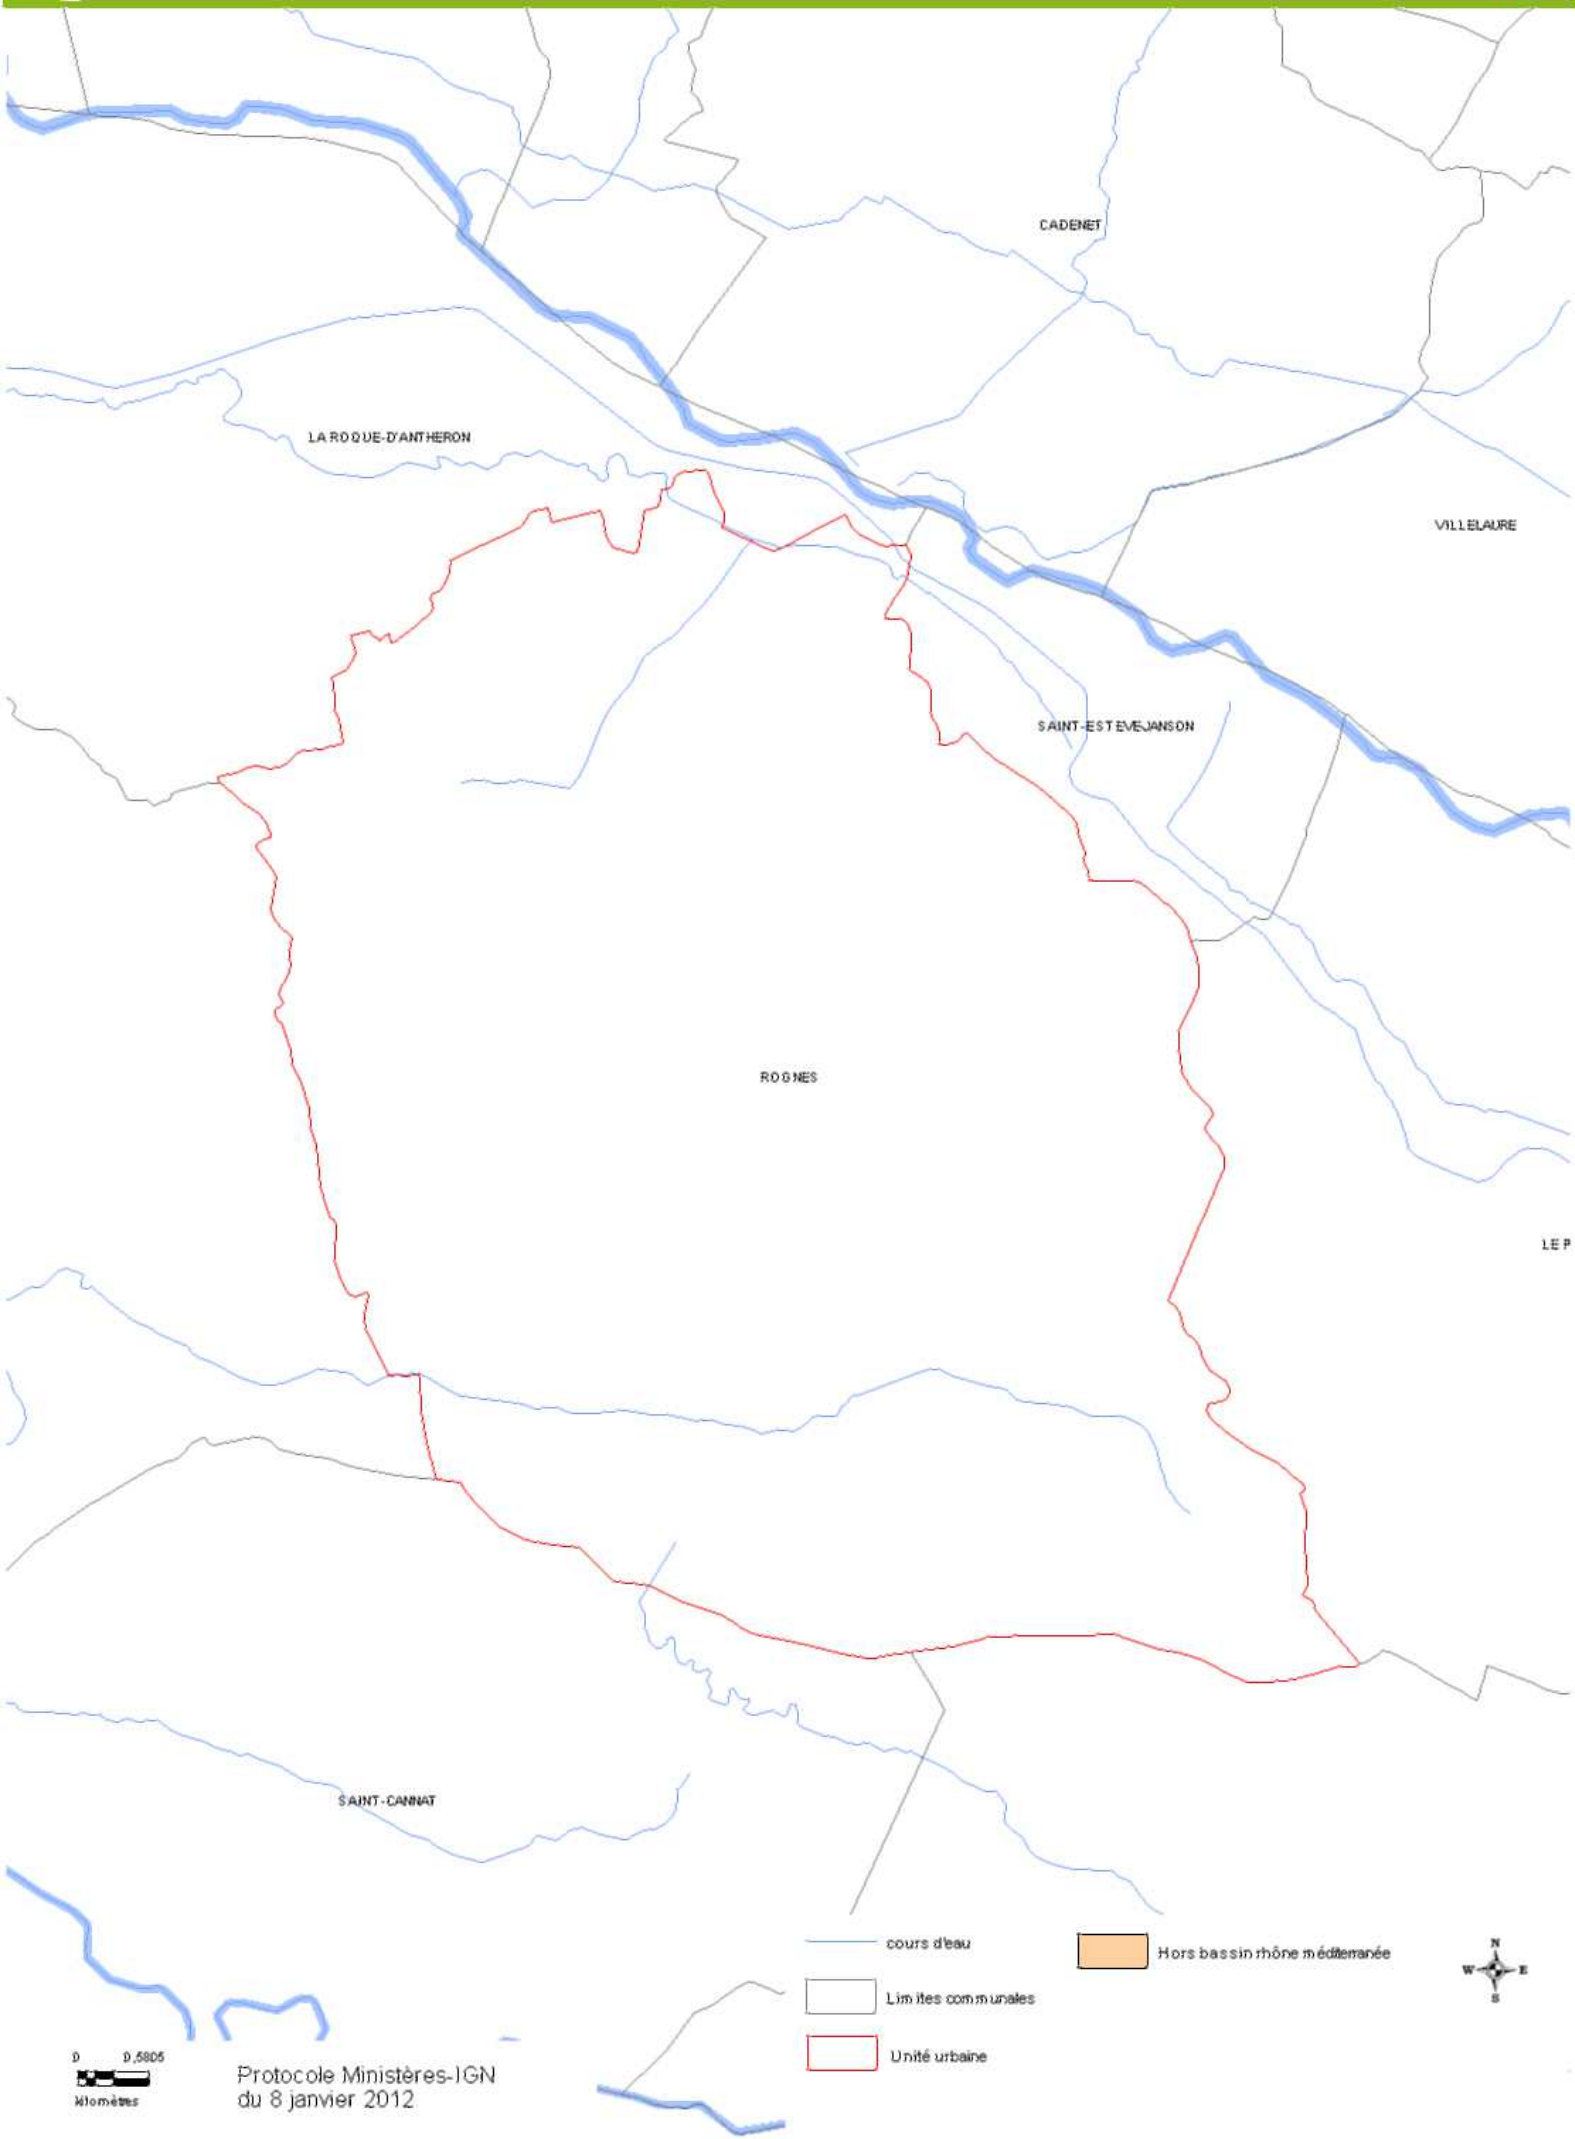 CADENET
LA ROQUE-D'ANTHERON
VILLELAURE
SAINT-ESTEVE-JANSON
ROGNES
LE P
SAINT-CANNAT
cours d'eau
Hors bassin rhône méditerranée
Limites communales
Unité urbaine
N
W E
S
0 0,5805
kilomètres
Protocole Ministères-IGN
du 8 janvier 2012